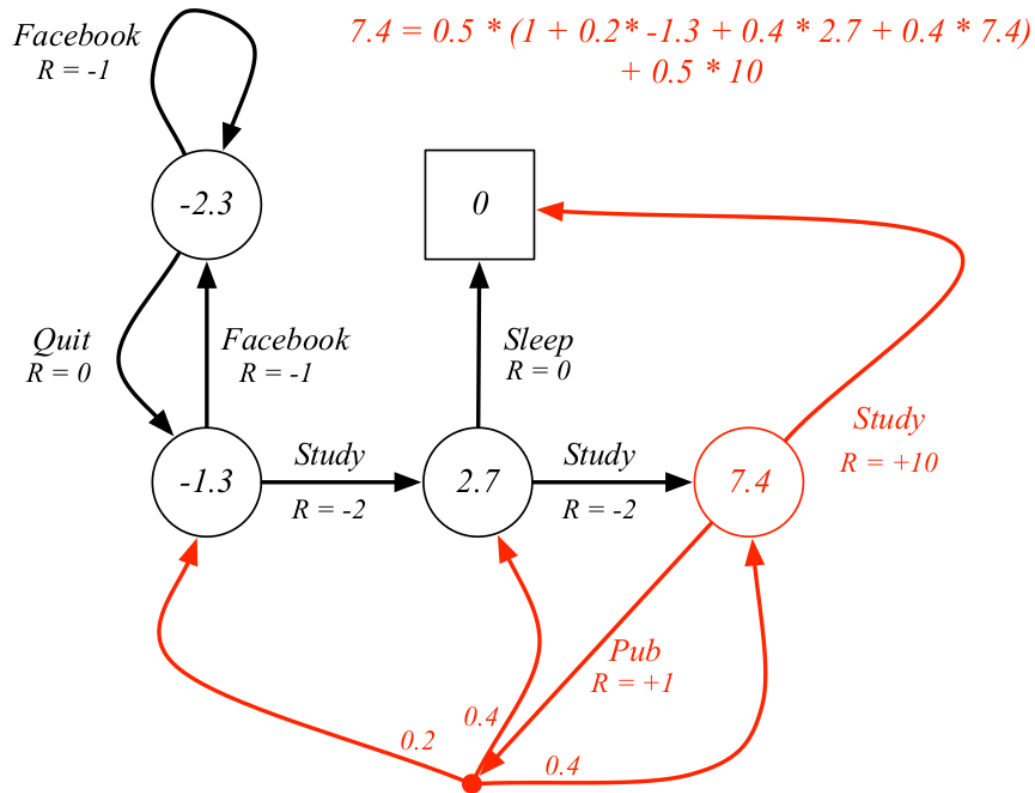 Facebook
R = -1
7.4 = 0.5 * (1 + 0.2* -1.3 + 0.4 * 2.7 + 0.4 * 7.4)
+ 0.5 * 10
-2.3
0
Quit
R = 0
Facebook
R = -1
Sleep
R = 0
Study
R = +10
-1.3
Study
R = -2
2.7
Study
R = -2
7.4
Pub
R = +1
0.2
0.4
0.4